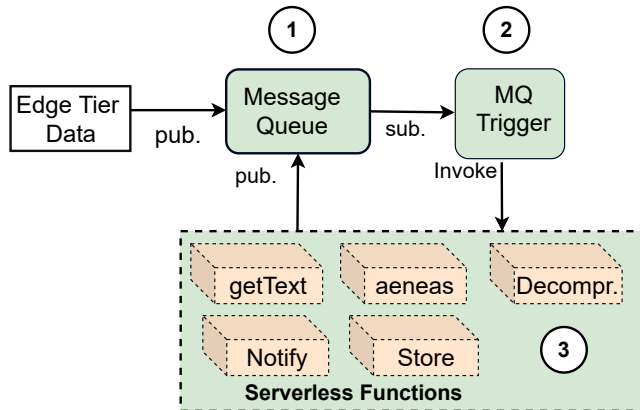 1
2
Edge Tier
Data
pub.
Message
Queue
sub.
MQ
Trigger
pub.
Invoke
getText
aeneas
Decompr.
Notify
Store
3
Serverless Functions